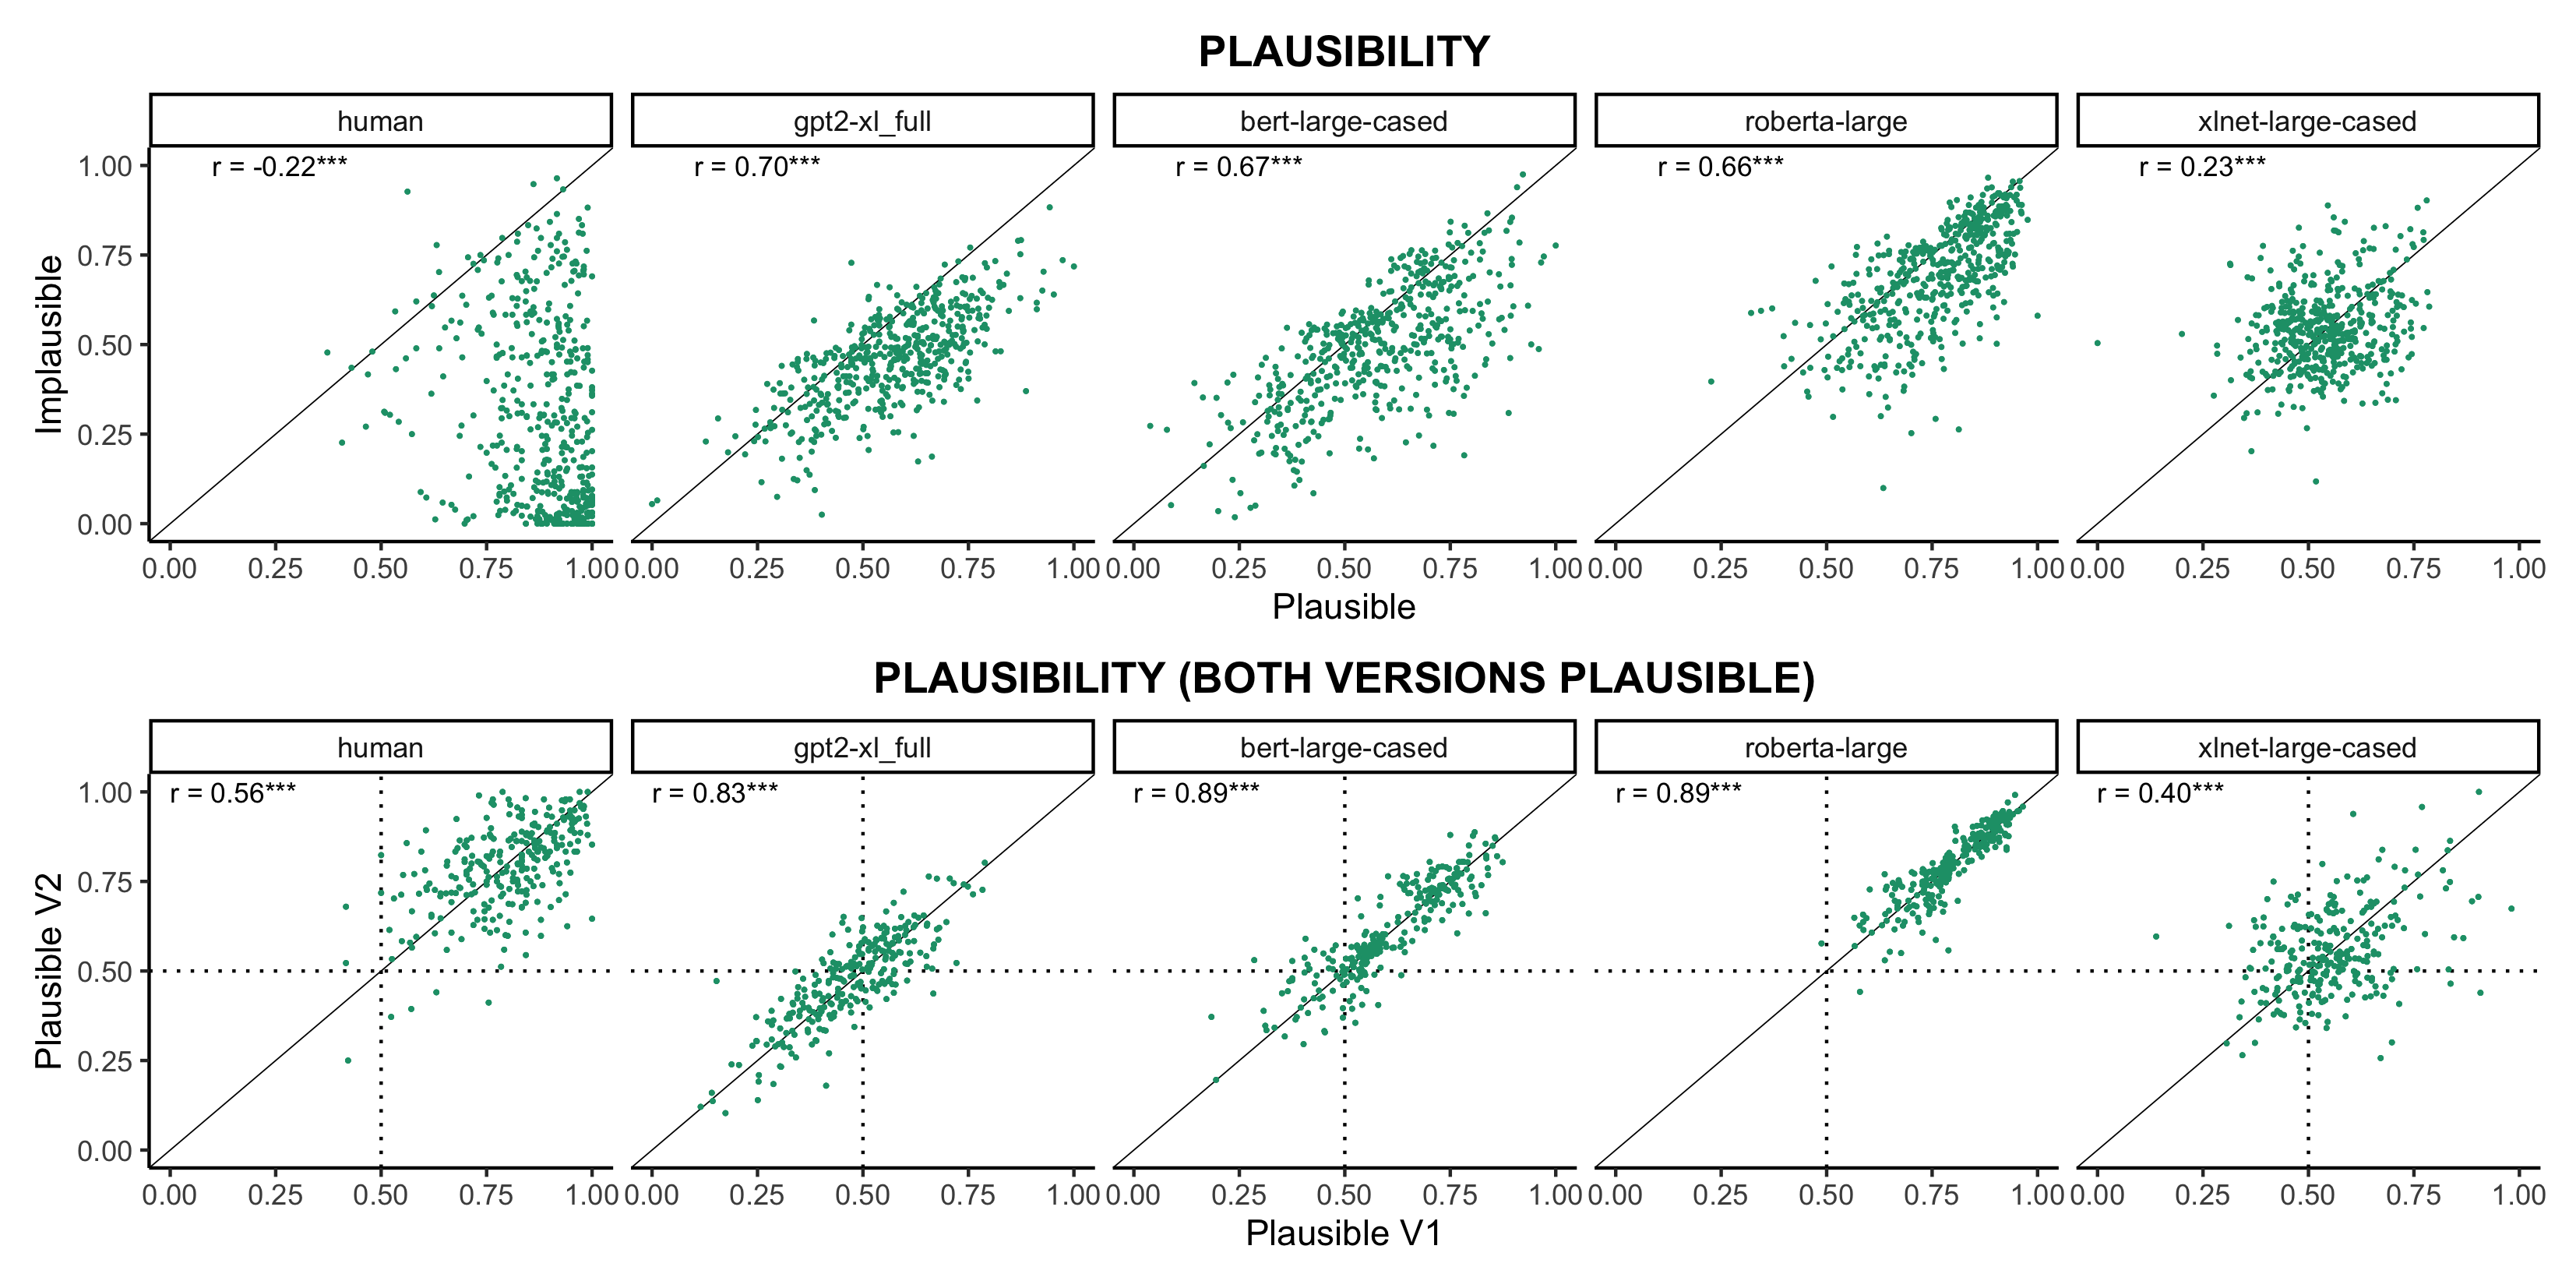 PLAUSIBILITY
human gpt2-xl_full bert-large-cased roberta-large xlnet-large-cased
r = -0.22*** r = 0.70*** r = 0.67*** r = 0.66*** r = 0.23***
Implausible
1.00
0.75
0.50
0.25
0.00
0.00 0.25 0.50 0.75 1.00 0.00 0.25 0.50 0.75 1.00 0.00 0.25 0.50 0.75 1.00 0.00 0.25 0.50 0.75 1.00 0.00 0.25 0.50 0.75 1.00
Plausible
PLAUSIBILITY (BOTH VERSIONS PLAUSIBLE)
human gpt2-xl_full bert-large-cased roberta-large xlnet-large-cased
r = 0.56*** r = 0.83*** r = 0.89*** r = 0.89*** r = 0.40***
Plausible V2
1.00
0.75
0.50
0.25
0.00
0.00 0.25 0.50 0.75 1.00 0.00 0.25 0.50 0.75 1.00 0.00 0.25 0.50 0.75 1.00 0.00 0.25 0.50 0.75 1.00 0.00 0.25 0.50 0.75 1.00
Plausible V1